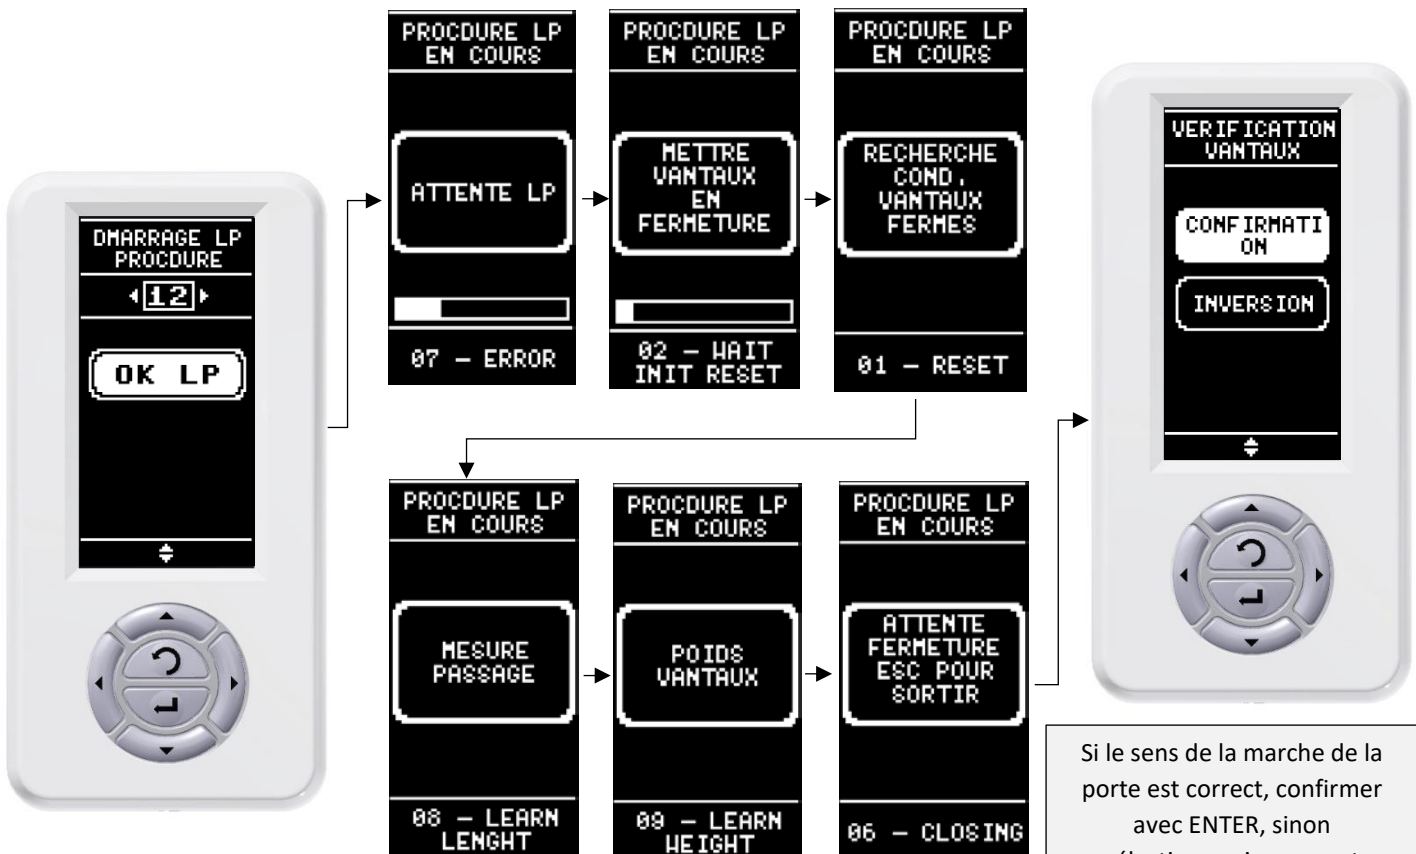 DMARRAGE LP
PROCDURE
12
OK LP
PROCDURE LP
EN COURS
ATTENTE LP
07 – ERROR
PROCDURE LP
EN COURS
METTRE
VANTAUX
EN
FERMETURE
02 – WAIT
INIT RESET
PROCDURE LP
EN COURS
RECHERCHE
COND.
VANTAUX
FERMES
01 – RESET
PROCDURE LP
EN COURS
MESURE
PASSAGE
08 – LEARN
LENGHT
PROCDURE LP
EN COURS
POIDS
VANTAUX
09 – LEARN
WEIGHT
PROCDURE LP
EN COURS
ATTENTE
FERMETURE
ESC POUR
SORTIR
06 – CLOSING
VERIFICATION
VANTAUX
CONFIRMATI
ON
INVERSION
Si le sens de la marche de la
porte est correct, confirmer
avec ENTER, sinon